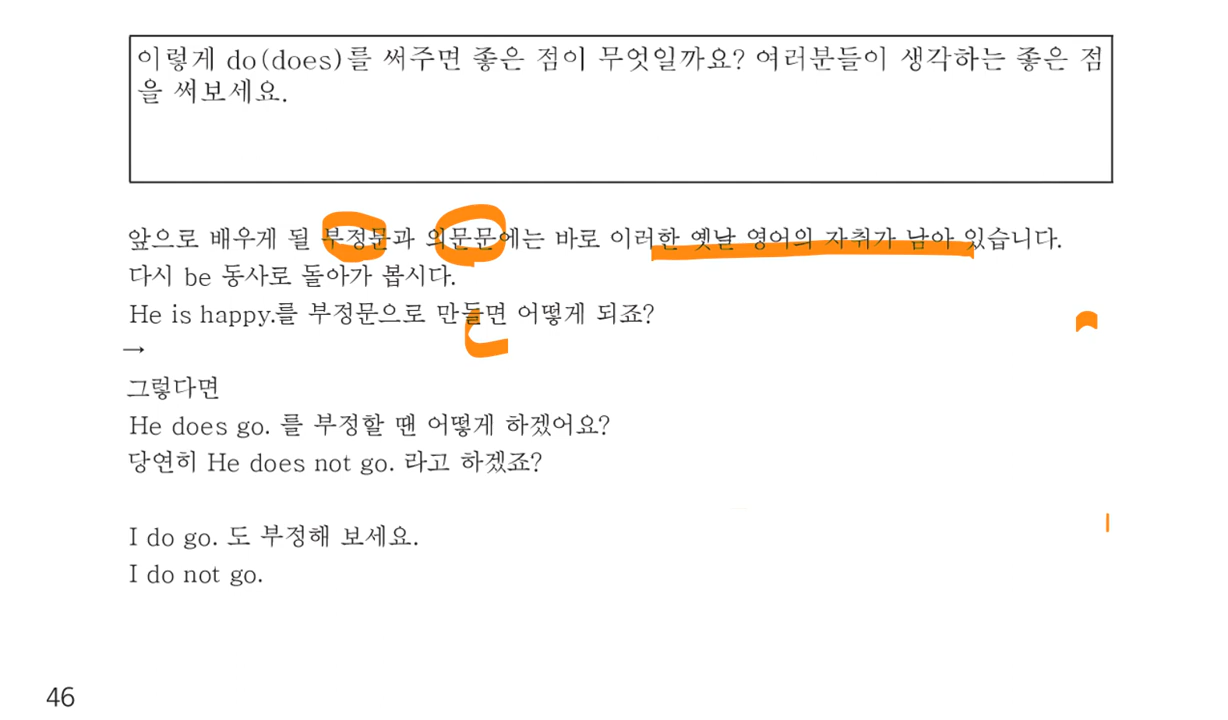 이렇게 do(does)를 써주면 좋은 점이 무엇일까요? 여러분들이 생각하는 좋은 점
을 써보세요.
앞으로 배우게 될 부정문과 의문문에는 바로 이러한 옛날 영어의 자취가 남아 있습니다.
다시 be 동사로 돌아가 봅시다.
He is happy.를 부정문으로 만들면 어떻게 되죠?
→
그렇다면
He does go. 를 부정할 땐 어떻게 하겠어요?
당연히 He does not go. 라고 하겠죠?
I do go. 도 부정해 보세요.
I do not go.
46